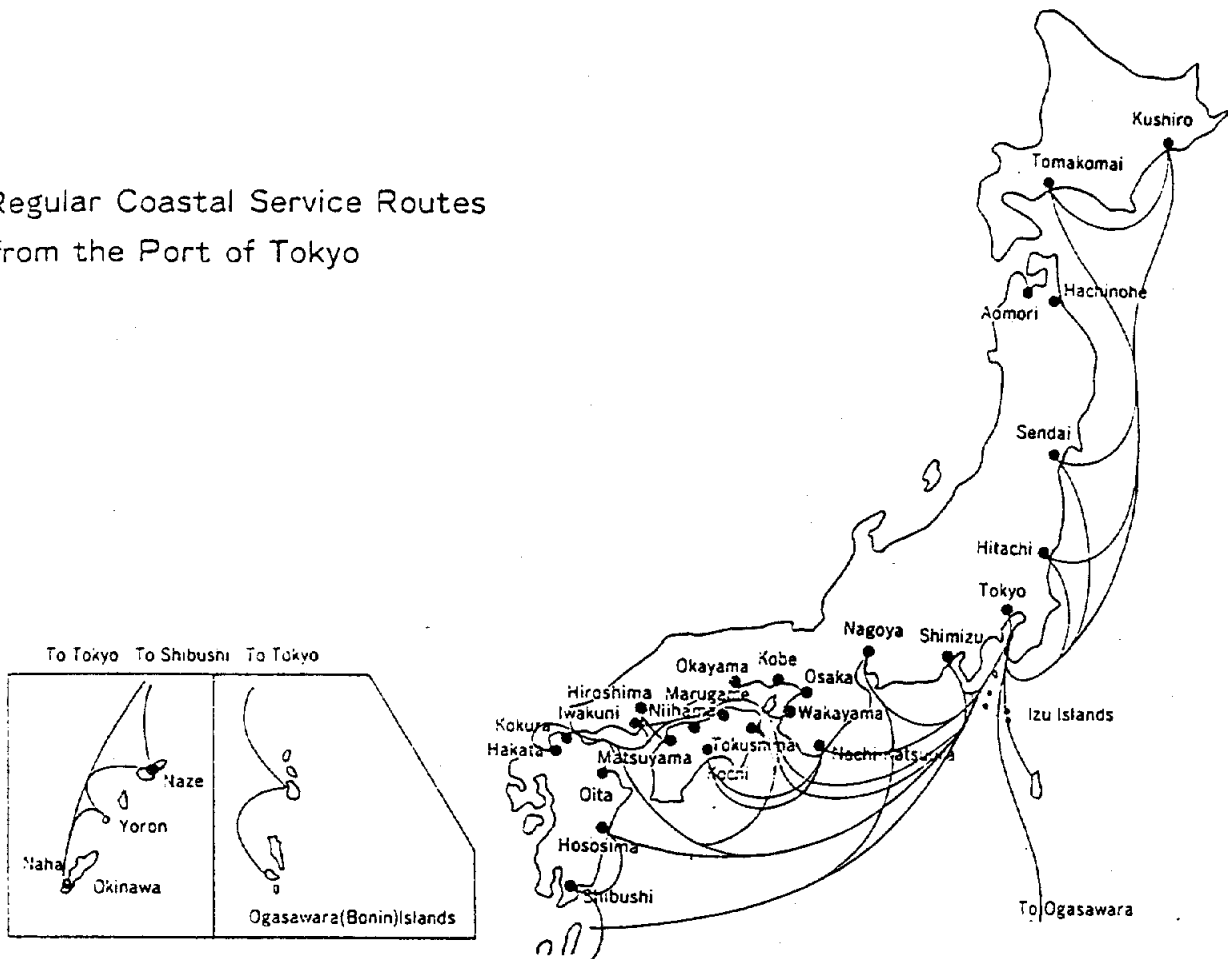 Regular Coastal Service Routes
from the Port of Tokyo
Kushiro
Tomakomai
Hachinohe
Aomori
Sendai
Hitachi
Tokyo
Nagoya
Shimizu
Okayama
Kobe
Osaka
Hiroshima
Marugame
Iwakuni
Niihama
Wakayama
Izu Islands
Kokura
Hakata
Matsuyama
Tokushima
Kochi
Oita
Hososima
Shibushi
To Ogasawara
To Tokyo
To Shibushi
To Tokyo
Naze
Yoron
Naha
Okinawa
Ogasawara(Bonin)Islands